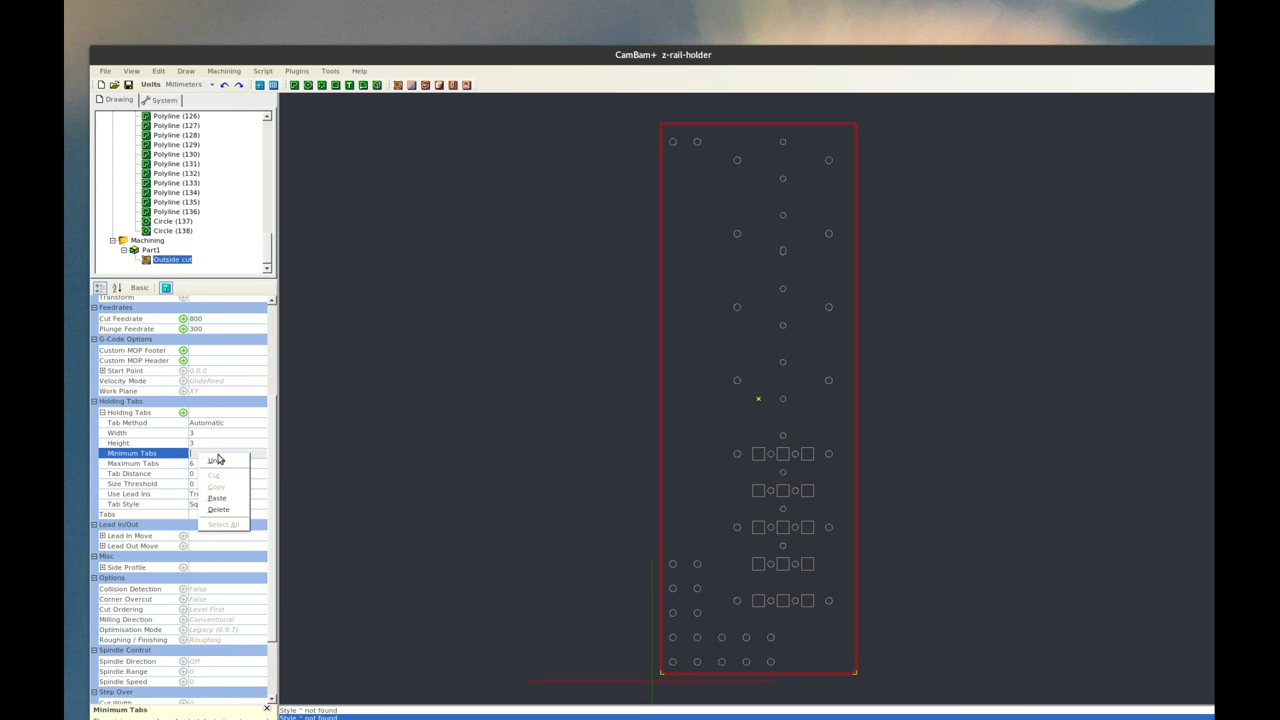 CamBam+ z-rail-holder
File View Edit Draw Machining Script Plugins Tools Help
Units Millimeters
Drawing System
Polyline (126)
Polyline (127)
Polyline (128)
Polyline (129)
Polyline (130)
Polyline (131)
Polyline (132)
Polyline (133)
Polyline (134)
Polyline (135)
Polyline (136)
Circle (137)
Circle (138)
Machining
Part1
Outside cut
Basic
Transform
Feedrates
Cut Feedrate 800
Plunge Feedrate 300
G-Code Options
Custom MOP Footer
Custom MOP Header
Start Point 0,0,0
Velocity Mode Undefined
Work Plane XY
Holding Tabs
Holding Tabs
Tab Method Automatic
Width 3
Height 3
Minimum Tabs
Maximum Tabs 6
Tab Distance 0
Size Threshold 0
Use Lead Ins
Tab Style
Tabs
Cut
Copy
Paste
Delete
Select All
Lead In/Out
Lead In Move
Lead Out Move
Misc
Side Profile
Options
Collision Detection False
Corner Overcut False
Cut Ordering Level First
Milling Direction Conventional
Optimisation Mode Legacy (0.9.7)
Roughing / Finishing Roughing
Spindle Control
Spindle Direction Off
Spindle Range 0
Spindle Speed 0
Step Over
Cut Width
Minimum Tabs
Style '' not found
Style '' not found